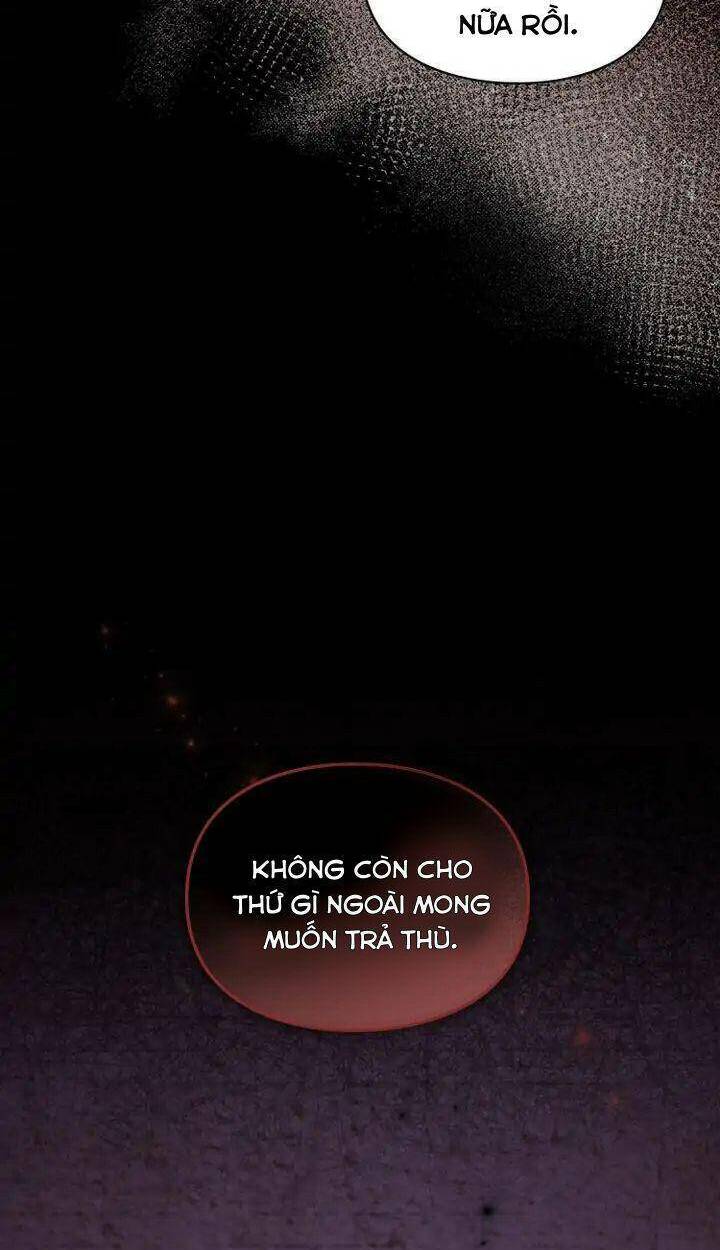 NỮA RỒI.
KHÔNG CÒN CHO
THỨ GÌ NGOÀI MONG
MUỐN TRẢ THÙ.